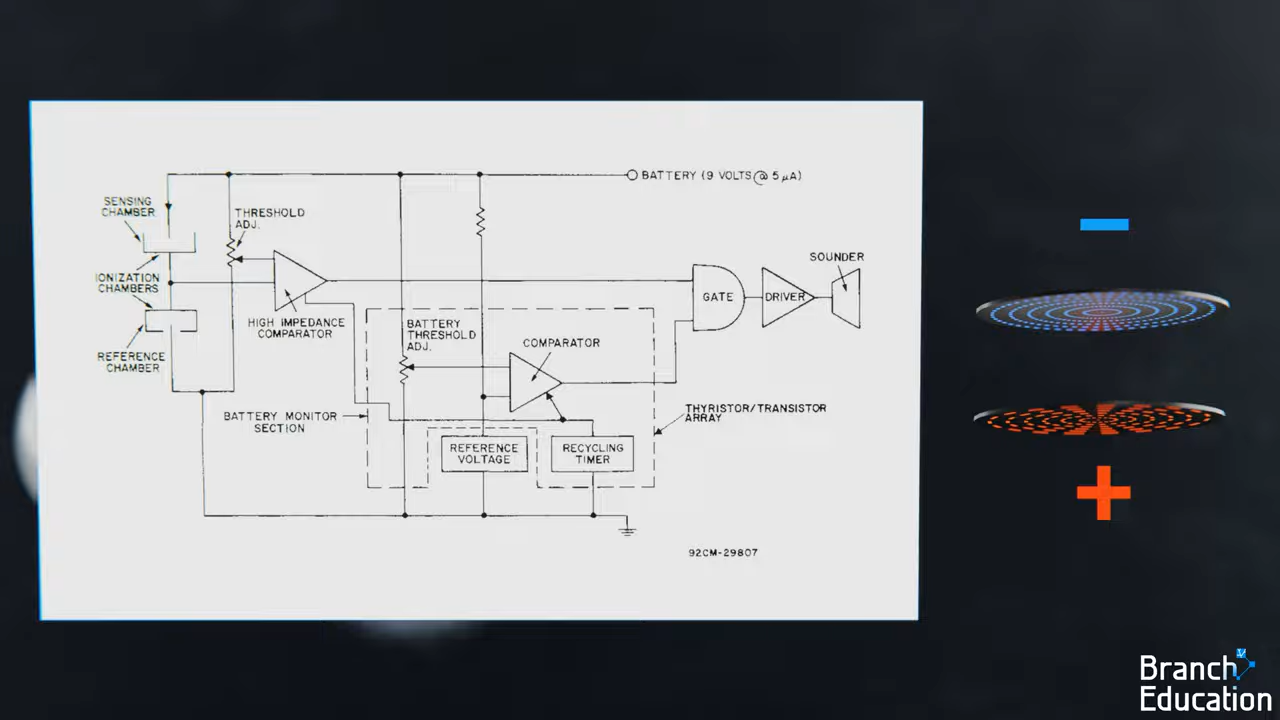 BATTERY (9 VOLTS @ 5 μA)
SENSING
CHAMBER
THRESHOLD
ADJ.
SOUNDER
IONIZATION
CHAMBERS
GATE
DRIVER
HIGH IMPEDANCE
COMPARATOR
BATTERY
THRESHOLD
ADJ.
COMPARATOR
REFERENCE
CHAMBER
BATTERY MONITOR
SECTION
THYRISTOR/TRANSISTOR
ARRAY
REFERENCE
VOLTAGE
RECYCLING
TIMER
92CM-29807
−
+
Branch
Education